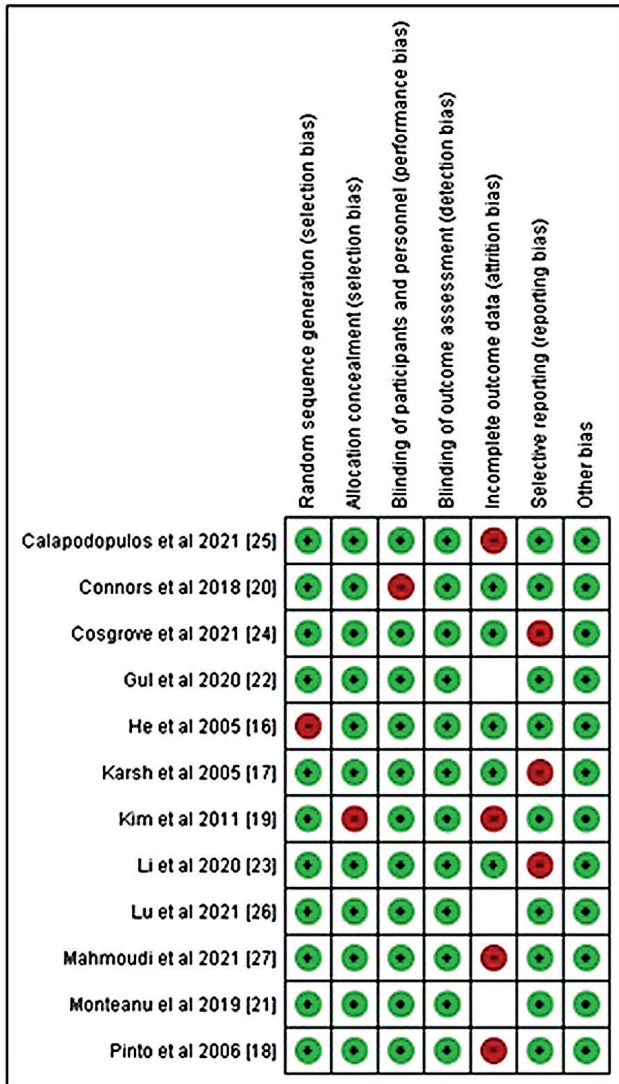 Random sequence generation (selection bias)
Allocation concealment (selection bias)
Blinding of participants and personnel (performance bias)
Blinding of outcome assessment (detection bias)
Incomplete outcome data (attrition bias)
Selective reporting (reporting bias)
Other bias
Calapodopulos et al 2021 [25]
Connors et al 2018 [20]
Cosgrove et al 2021 [24]
Gul et al 2020 [22]
He et al 2005 [16]
Karsh et al 2005 [17]
Kim et al 2011 [19]
Li et al 2020 [23]
Lu et al 2021 [26]
Mahmoudi et al 2021 [27]
Monteanu et al 2019 [21]
Pinto et al 2006 [18]